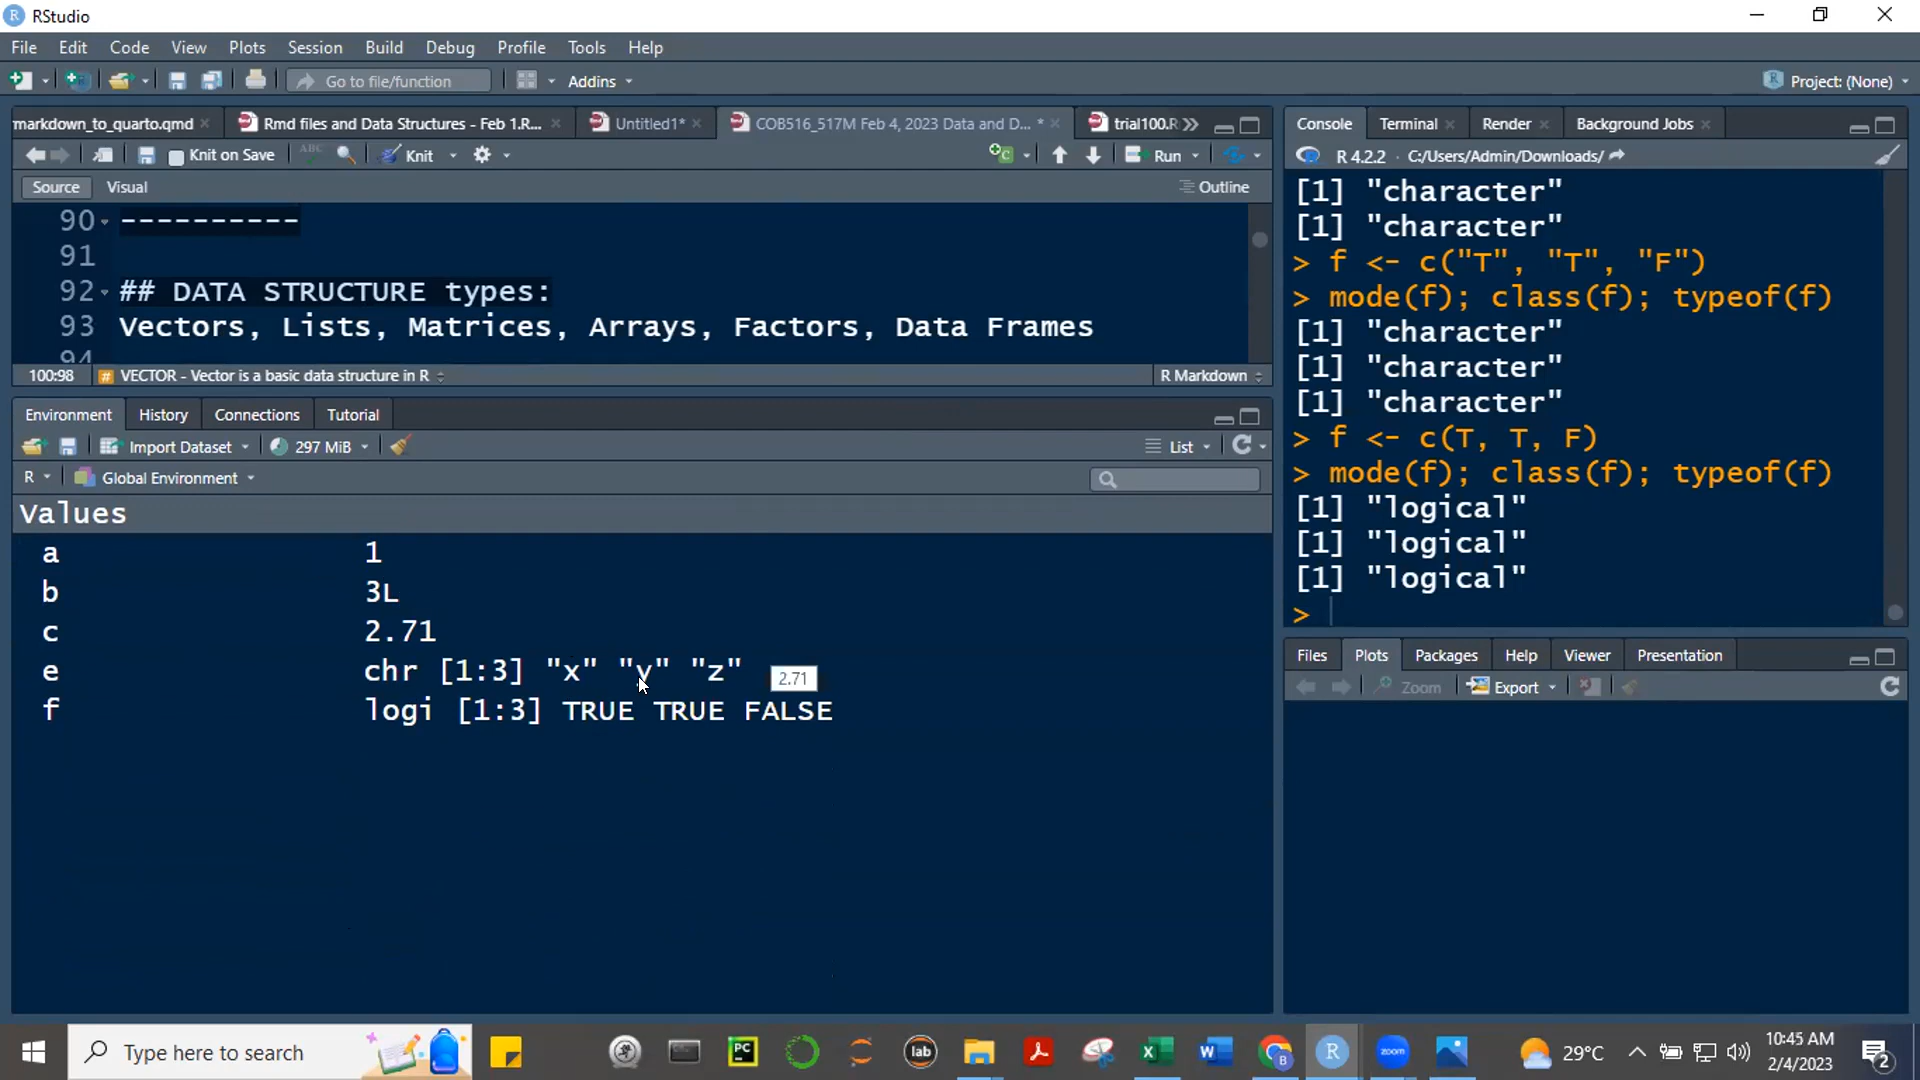 RStudio
File Edit Code View Plots Session Build Debug Profile Tools Help
Go to file/function Addins Project: (None)
markdown_to_quarto.qmd Rmd files and Data Structures - Feb 1.R... Untitled1* COB516_517M Feb 4, 2023 Data and D... * trial100.R
Knit on Save ABC Knit Run
Source Visual Outline
90 ----------
91
92 ## DATA STRUCTURE types:
93 Vectors, Lists, Matrices, Arrays, Factors, Data Frames
94
100:98 # VECTOR - Vector is a basic data structure in R R Markdown
Environment History Connections Tutorial
Import Dataset 297 MiB List
R Global Environment
Values
a 1
b 3L
c 2.71
e chr [1:3] "x" "y" "z" 2.71
f logi [1:3] TRUE TRUE FALSE
Console Terminal Render Background Jobs
R 4.2.2 · C:/Users/Admin/Downloads/
[1] "character"
[1] "character"
> f <- c("T", "T", "F")
> mode(f); class(f); typeof(f)
[1] "character"
[1] "character"
[1] "character"
> f <- c(T, T, F)
> mode(f); class(f); typeof(f)
[1] "logical"
[1] "logical"
[1] "logical"
>
Files Plots Packages Help Viewer Presentation
Zoom Export
Type here to search PC lab zoom 29°C 10:45 AM
2/4/2023 2